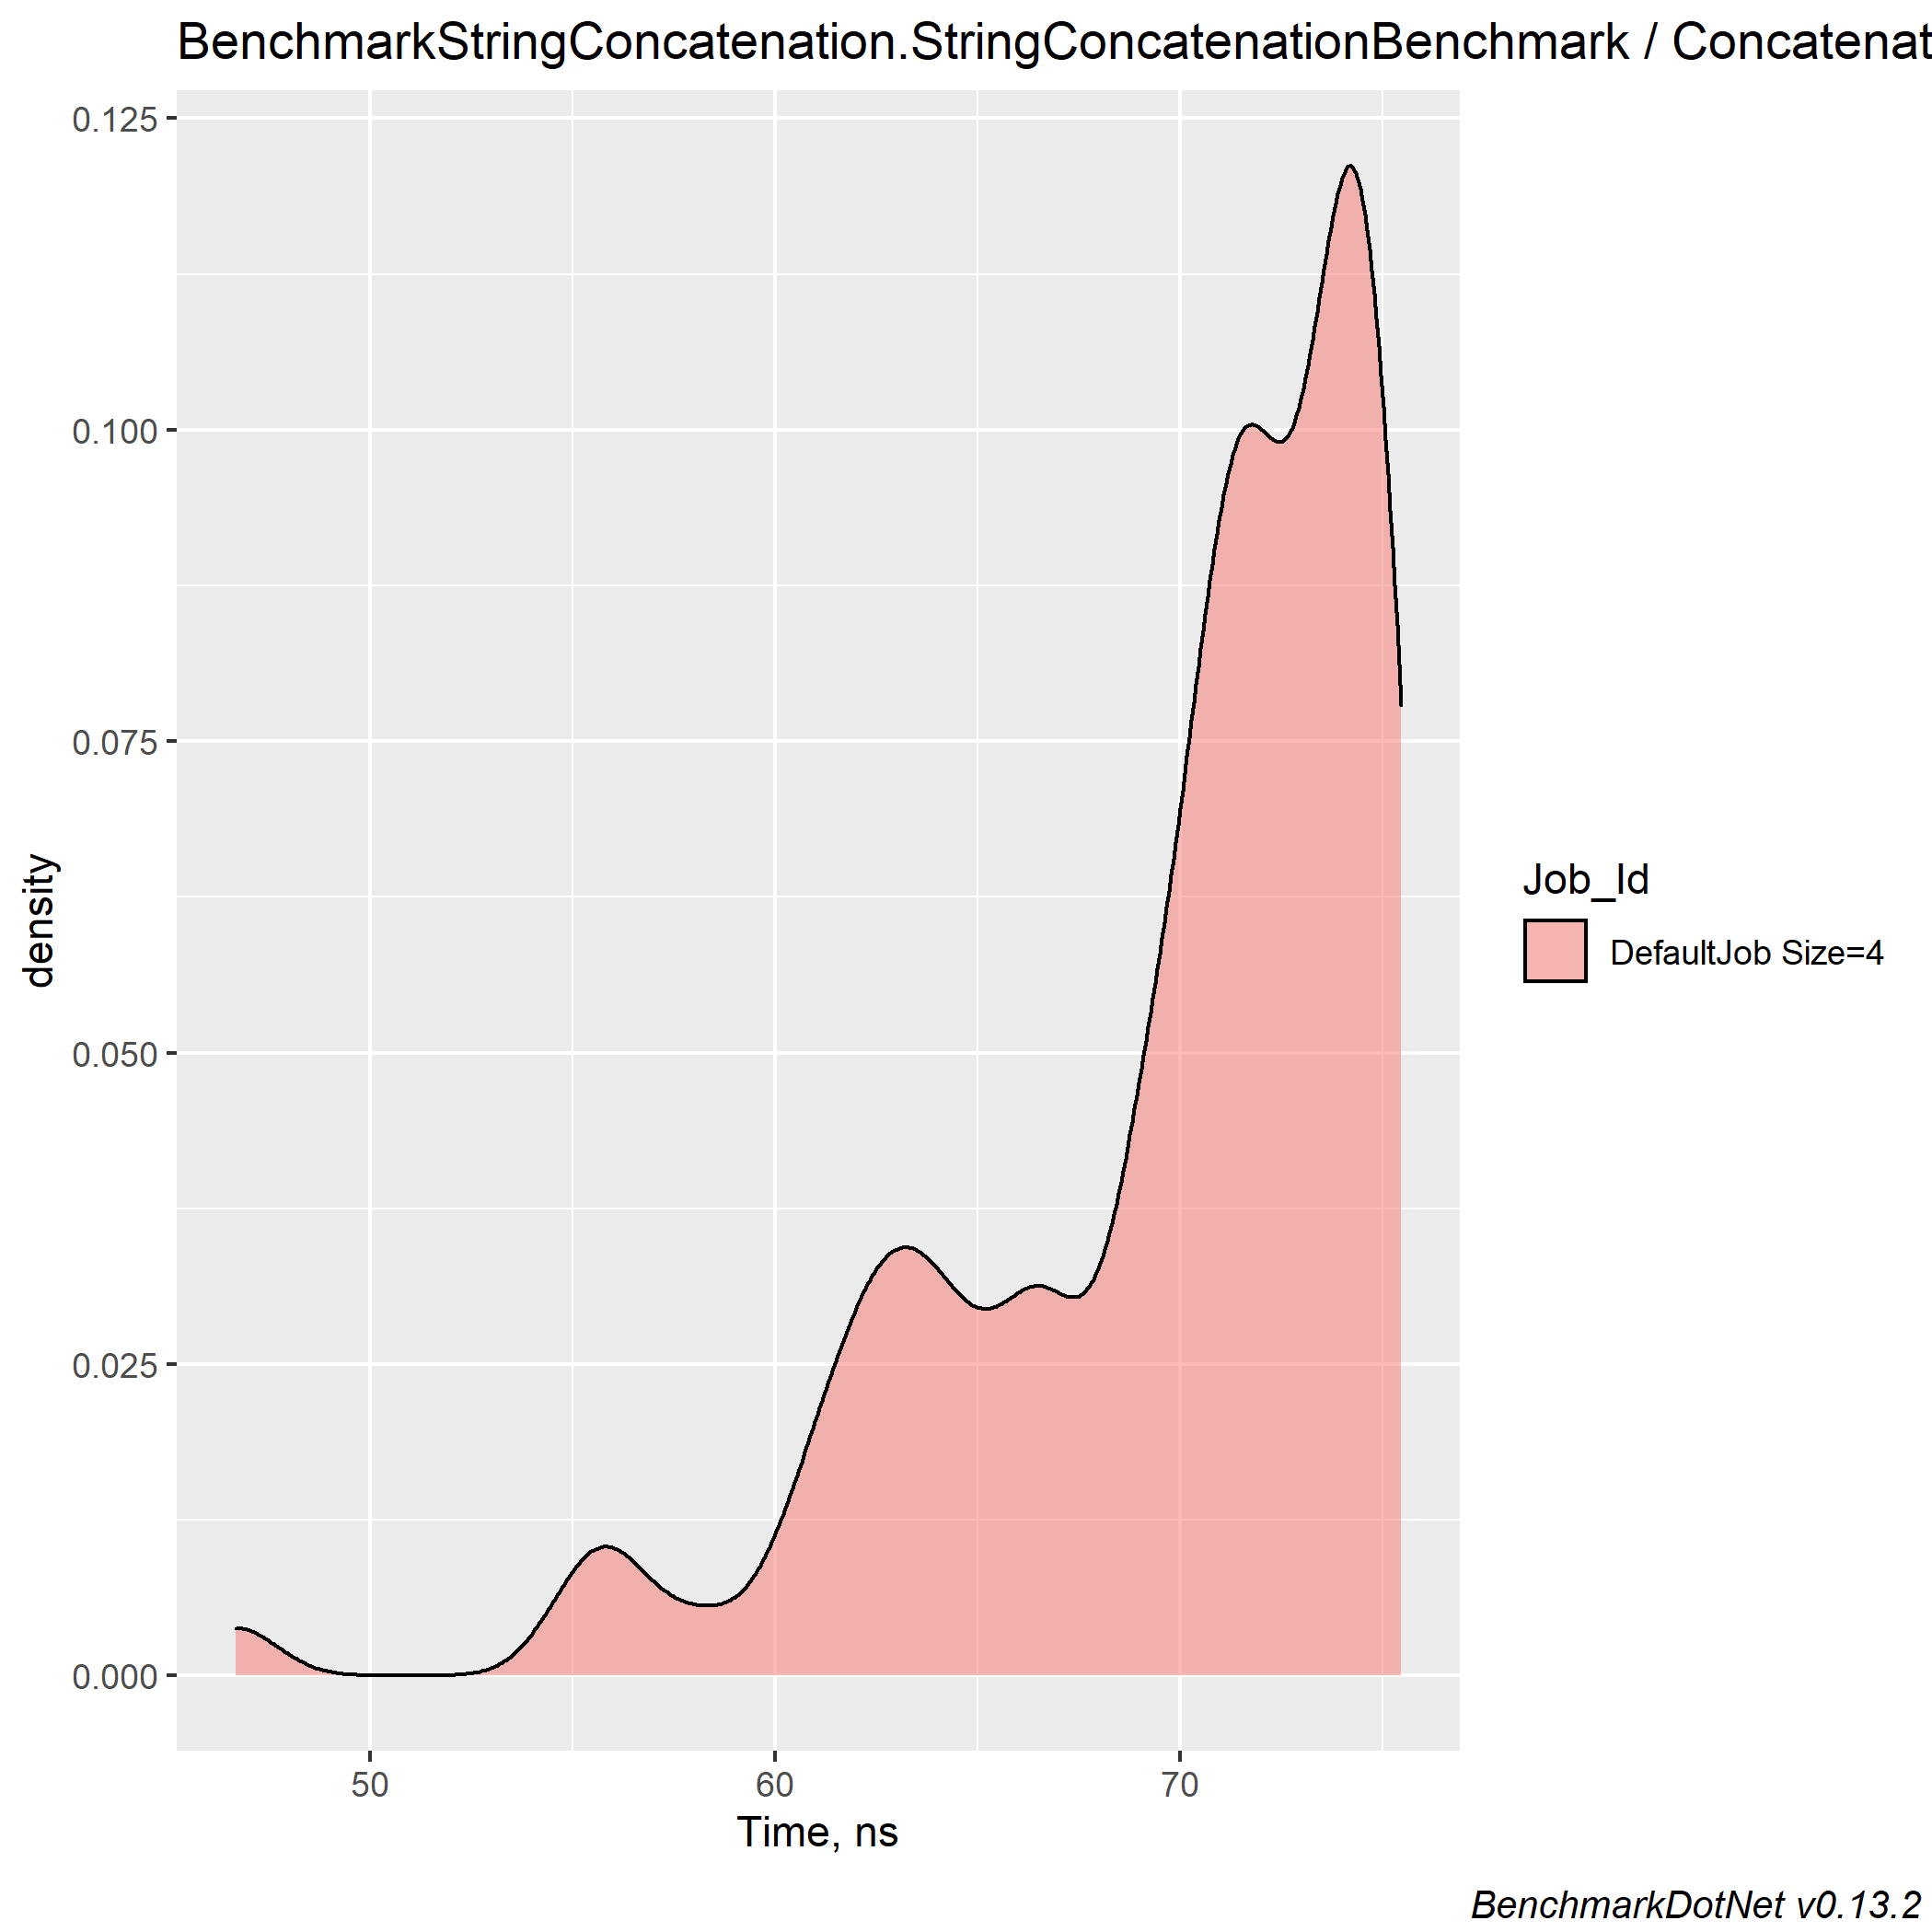 BenchmarkStringConcatenation.StringConcatenationBenchmark / Concatenat
0.125
0.100
0.075
0.050
0.025
0.000
density
50 60 70
Time, ns
Job_Id
DefaultJob Size=4
BenchmarkDotNet v0.13.2